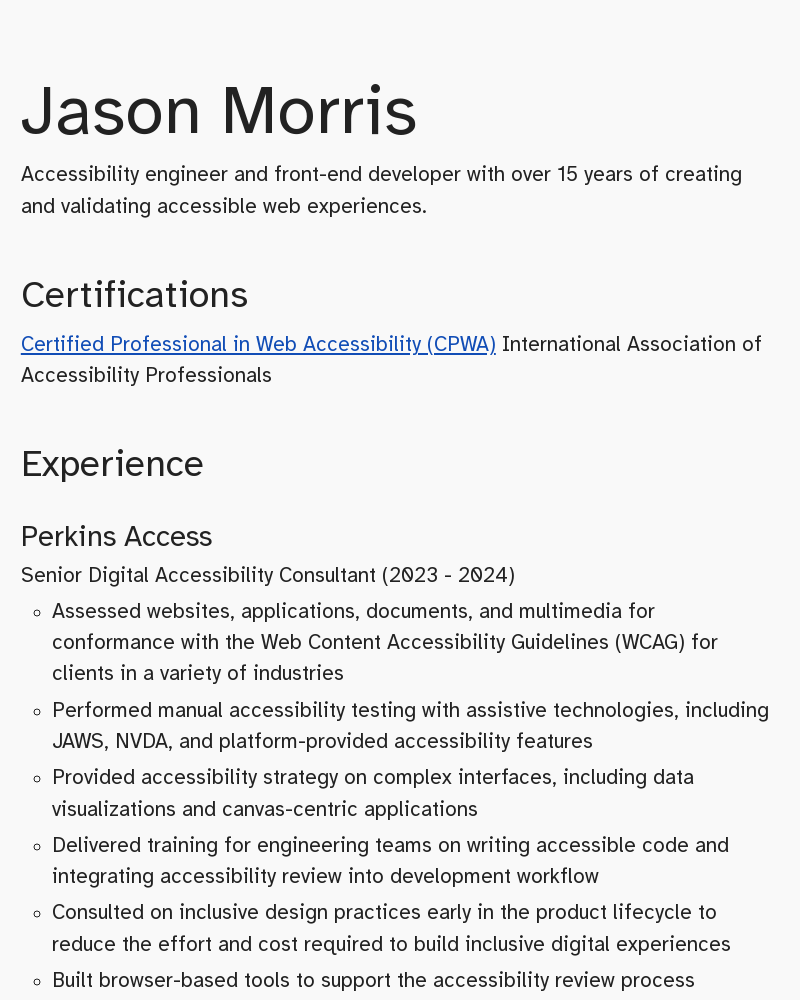 Jason Morris
Accessibility engineer and front-end developer with over 15 years of creating
and validating accessible web experiences.
Certifications
Certified Professional in Web Accessibility (CPWA) International Association of
Accessibility Professionals
Experience
Perkins Access
Senior Digital Accessibility Consultant (2023 - 2024)
◦ Assessed websites, applications, documents, and multimedia for
conformance with the Web Content Accessibility Guidelines (WCAG) for
clients in a variety of industries
◦ Performed manual accessibility testing with assistive technologies, including
JAWS, NVDA, and platform-provided accessibility features
◦ Provided accessibility strategy on complex interfaces, including data
visualizations and canvas-centric applications
◦ Delivered training for engineering teams on writing accessible code and
integrating accessibility review into development workflow
◦ Consulted on inclusive design practices early in the product lifecycle to
reduce the effort and cost required to build inclusive digital experiences
◦ Built browser-based tools to support the accessibility review process